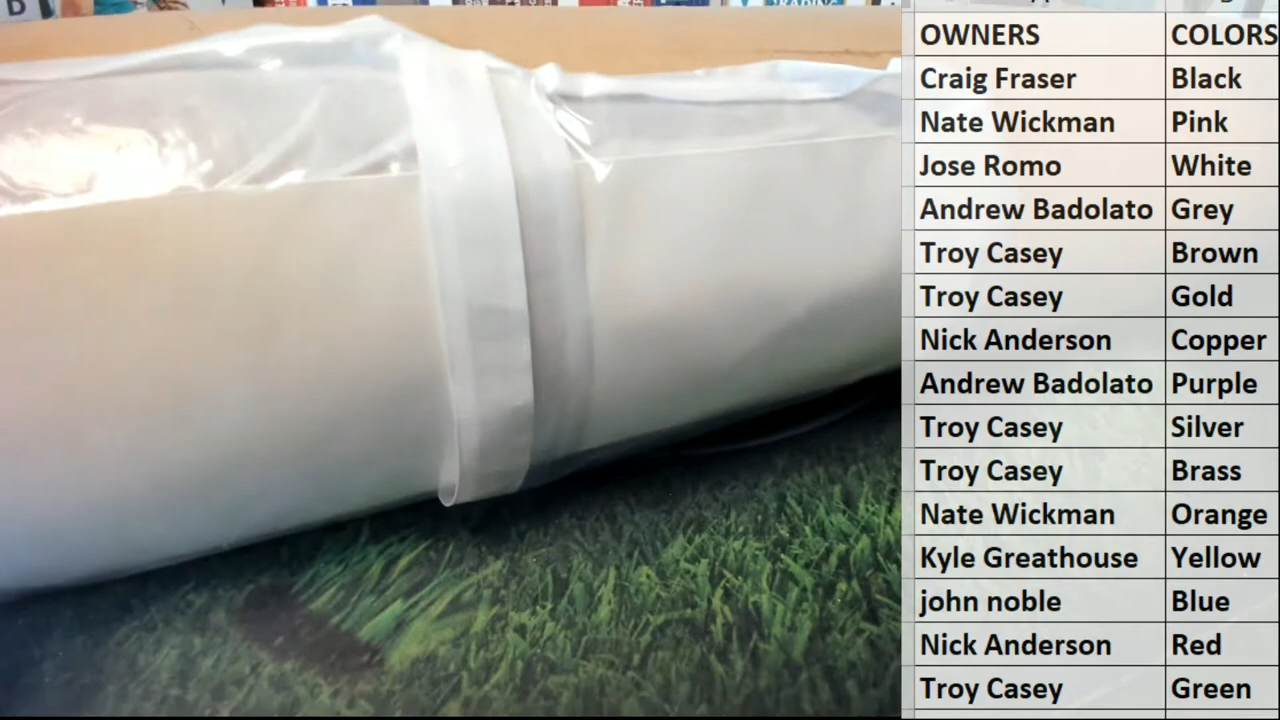 OWNERS COLORS
Craig Fraser Black
Nate Wickman Pink
Jose Romo White
Andrew Badolato Grey
Troy Casey Brown
Troy Casey Gold
Nick Anderson Copper
Andrew Badolato Purple
Troy Casey Silver
Troy Casey Brass
Nate Wickman Orange
Kyle Greathouse Yellow
john noble Blue
Nick Anderson Red
Troy Casey Green